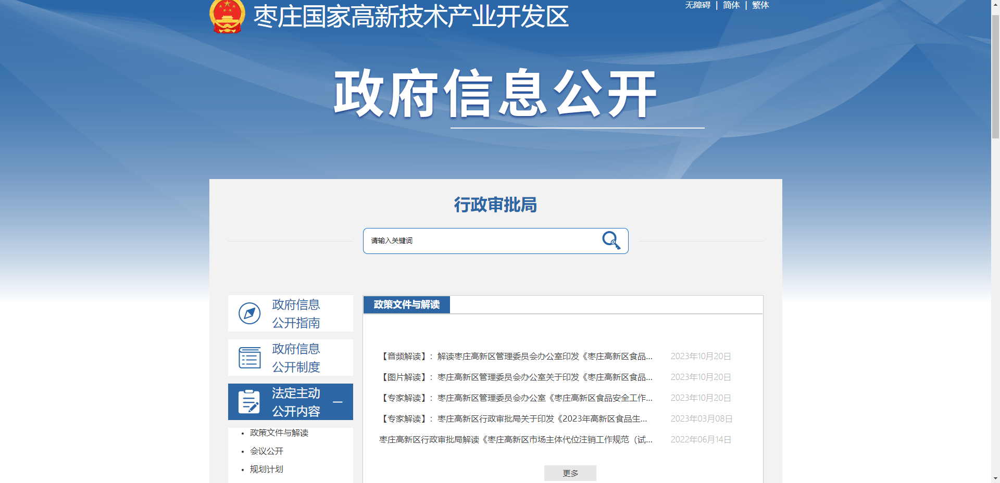 枣庄国家高新技术产业开发区
无障碍 | 简体 | 繁体
政府信息公开
行政审批局
请输入关键词
政府信息
公开指南
政府信息
公开制度
法定主动
公开内容
政策文件与解读
会议公开
规划计划
政策文件与解读
【音频解读】：解读枣庄高新区管理委员会办公室印发《枣庄高新区食品... 2023年10月20日
【图片解读】：枣庄高新区管理委员会办公室关于印发《枣庄高新区食品... 2023年10月20日
【专家解读】：枣庄高新区管理委员会办公室《枣庄高新区食品安全工作... 2023年10月20日
【专家解读】：枣庄高新区行政审批局关于印发《2023年高新区食品生... 2023年03月08日
枣庄高新区行政审批局解读《枣庄高新区市场主体代位注销工作规范（试... 2022年06月14日
更多